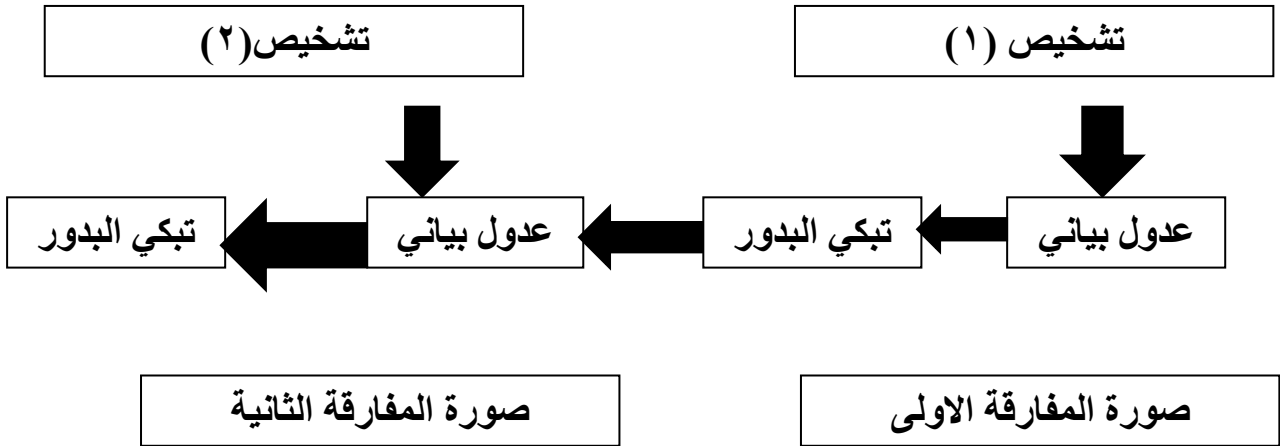 تشخيص (١)
تشخيص(٢)
عدول بياني
تبكي البدور
عدول بياني
تبكي البدور
صورة المفارقة الاولى
صورة المفارقة الثانية